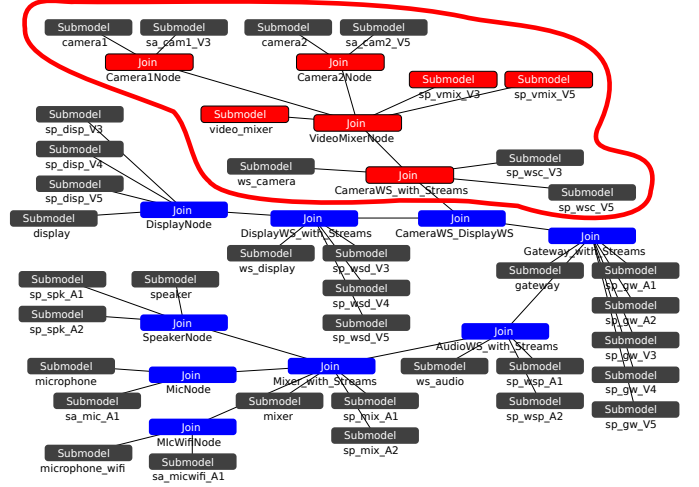 Submodel
camera1
Submodel
sa_cam1_V3
Submodel
camera2
Submodel
sa_cam2_V5
Join
Camera1Node
Join
Camera2Node
Submodel
sp_vmix_V3
Submodel
sp_vmix_V5
Submodel
sp_disp_V3
Submodel
video_mixer
Join
VideoMixerNode
Submodel
sp_disp_V4
Submodel
sp_wsc_V3
Submodel
ws_camera
Join
CameraWS_with_Streams
Submodel
sp_disp_V5
Submodel
sp_wsc_V5
Submodel
display
Join
DisplayNode
Join
DisplayWS_with_Streams
Join
CameraWS_DisplayWS
Join
Gateway_with_Streams
Submodel
ws_display
Submodel
sp_wsd_V3
Submodel
gateway
Submodel
sp_gw_A1
Submodel
sp_spk_A1
Submodel
speaker
Submodel
sp_wsd_V4
Submodel
sp_gw_A2
Submodel
sp_spk_A2
Join
SpeakerNode
Submodel
sp_wsd_V5
Join
AudioWS_with_Streams
Submodel
sp_gw_V3
Submodel
microphone
Join
MicNode
Join
Mixer_with_Streams
Submodel
ws_audio
Submodel
sp_wsp_A1
Submodel
sp_gw_V4
Submodel
sa_mic_A1
Submodel
mixer
Submodel
sp_mix_A1
Submodel
sp_wsp_A2
Submodel
sp_gw_V5
Join
MIcWifiNode
Submodel
sp_mix_A2
Submodel
microphone_wifi
Submodel
sa_micwifi_A1